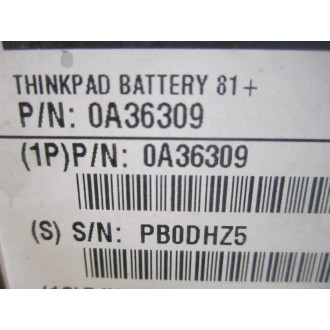 THINKPAD BATTERY 81+
P/N: 0A36309
(1P)P/N: 0A36309
(S) S/N: PB0DHZ5